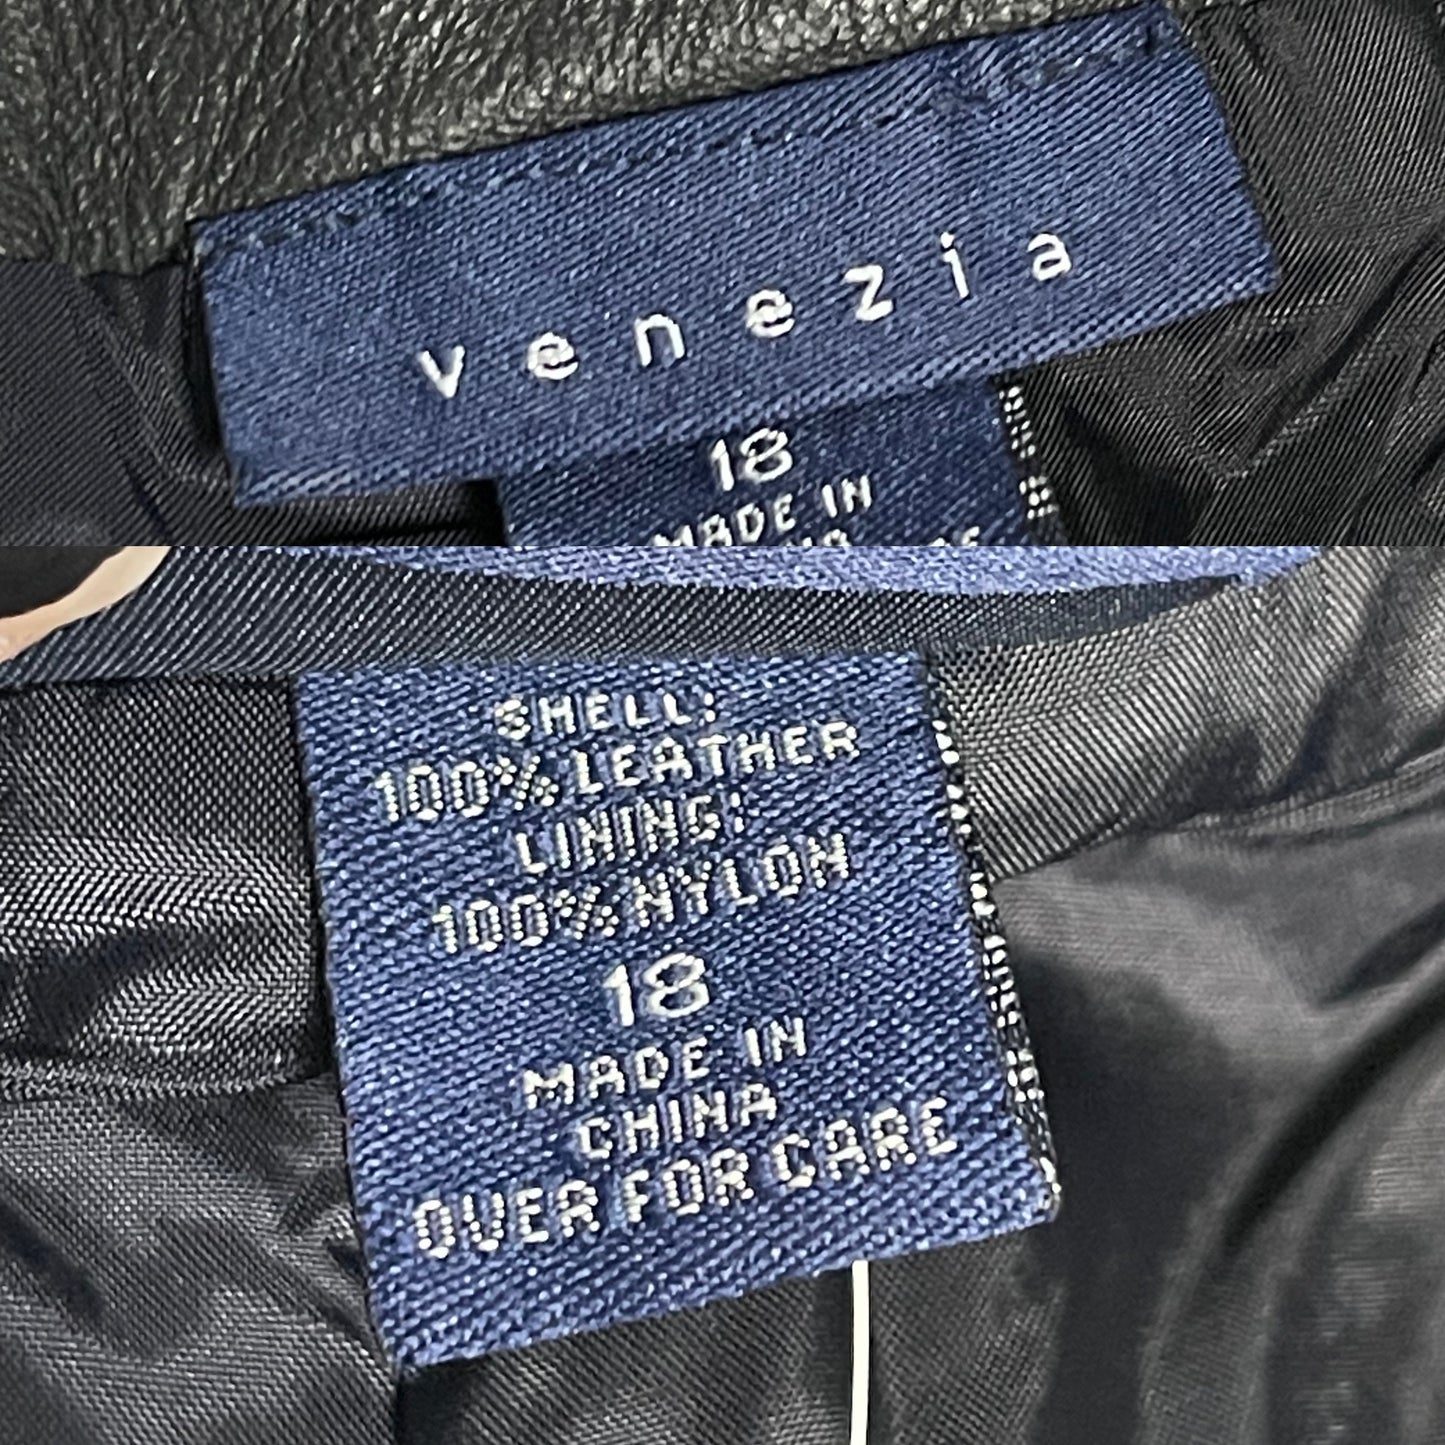 venezia
18
MADE IN
SHELL:
100% LEATHER
LINING:
100% NYLON
18
MADE IN
CHINA
OVER FOR CARE